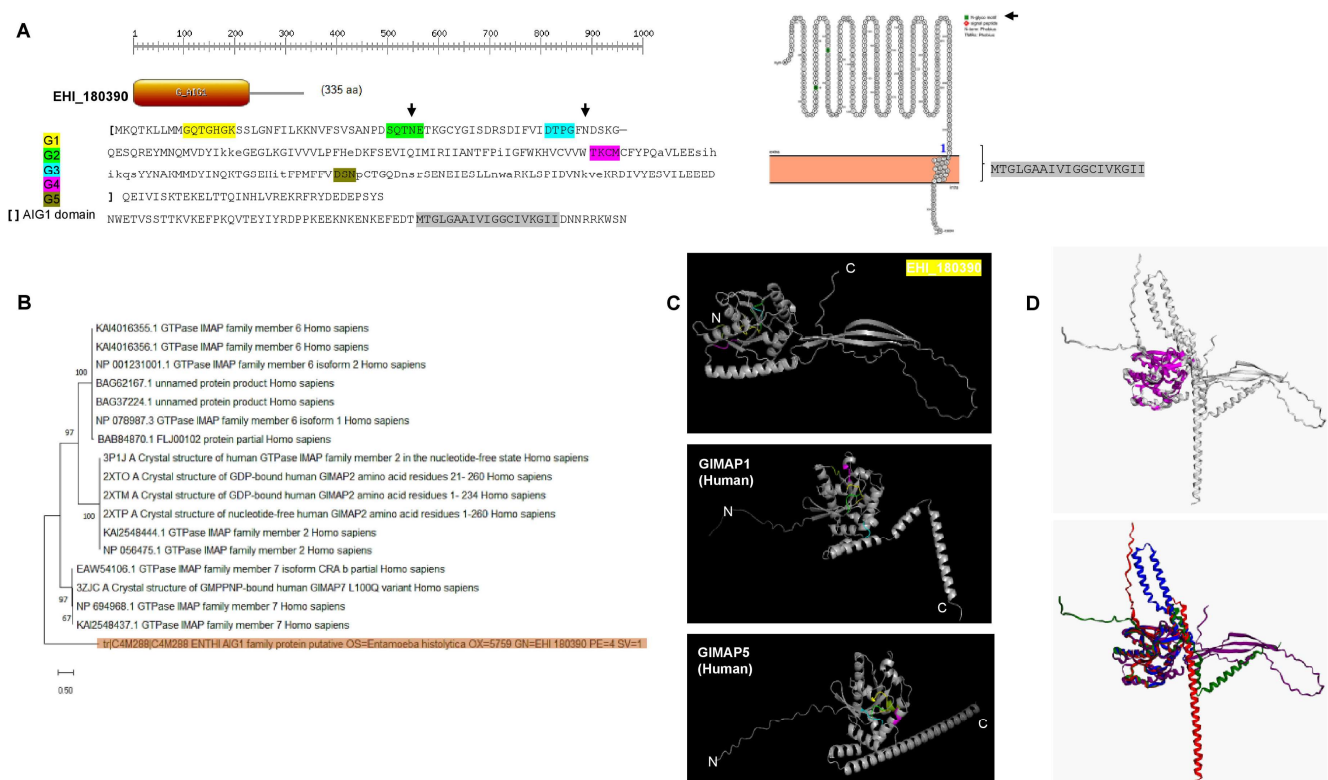 A
1 100 200 300 400 500 600 700 800 900 1000
EHI_180390
G_AIG1
(335 aa)
G1
G2
G3
G4
G5
[ ] AIG1 domain
[MKQTKLLMMGQTGHGKSSLGNFILKKNVFSVSANPDSQTNETKGCYGISDRSDIFVIDTPGFNDSKG—
QESQREYMNQMVDYIkkeGEGLKGIVVVLPFHeDKFSEVIQIMIRIIANTFPiIGFWKHVCVVWTKCMCFYPQaVLEEsih
ikqsYYNAKMMDYINQKTGSEHitFPMFFVDSNpCTGQDnsrSENEIESLLnwaRKLSFIDVNkveKRDIVYESVILEEED
] QEIVISKTEKELTTQINHLVREKRFRYDEDEPSYS
NWETVSSTTKVKEFPKQVTEYIYRDPPKEEKNKENKEFEDTMTGLGAAIVIGGCIVKGIIDNNRRKWSN
N-glyco motif
signal peptide
1
MTGLGAAIVIGGCIVKGII
B
KAI4016355.1 GTPase IMAP family member 6 Homo sapiens
KAI4016356.1 GTPase IMAP family member 6 Homo sapiens
NP 001231001.1 GTPase IMAP family member 6 isoform 2 Homo sapiens
BAG62167.1 unnamed protein product Homo sapiens
BAG37224.1 unnamed protein product Homo sapiens
NP 078987.3 GTPase IMAP family member 6 isoform 1 Homo sapiens
BAB84870.1 FLJ00102 protein partial Homo sapiens
3P1J A Crystal structure of human GTPase IMAP family member 2 in the nucleotide-free state Homo sapiens
2XTO A Crystal structure of GDP-bound human GIMAP2 amino acid residues 21- 260 Homo sapiens
2XTM A Crystal structure of GDP-bound human GIMAP2 amino acid residues 1- 234 Homo sapiens
2XTP A Crystal structure of nucleotide-free human GIMAP2 amino acid residues 1-260 Homo sapiens
KAI2548444.1 GTPase IMAP family member 2 Homo sapiens
NP 056475.1 GTPase IMAP family member 2 Homo sapiens
EAW54106.1 GTPase IMAP family member 7 isoform CRA b partial Homo sapiens
3ZJC A Crystal structure of GMPPNP-bound human GIMAP7 L100Q variant Homo sapiens
NP 694968.1 GTPase IMAP family member 7 Homo sapiens
KAI2548437.1 GTPase IMAP family member 7 Homo sapiens
tr|C4M288|C4M288 ENTHI AIG1 family protein putative OS=Entamoeba histolytica OX=5759 GN=EHI 180390 PE=4 SV=1
100
97
100
97
67
0.50
C
EHI_180390
N
C
GIMAP1
(Human)
N
C
GIMAP5
(Human)
N
C
D